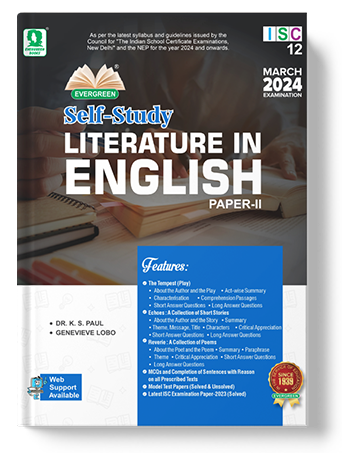 As per the latest syllabus and guidelines issued by the
Council for "The Indian School Certificate Examinations,
New Delhi" and the NEP for the year 2024 and onwards.
ISC
12
MARCH
2024
EXAMINATION
EVERGREEN
Self-Study
LITERATURE IN
ENGLISH
PAPER-II
Features:
• The Tempest (Play)
• About the Author and the Play • Act-wise Summary
• Characterisation • Comprehension Passages
• Short Answer Questions • Long Answer Questions
• Echoes : A Collection of Short Stories
• About the Author and the Story • Summary
• Theme, Message, Title • Characters • Critical Appreciation
• Short Answer Questions • Long Answer Questions
• Reverie : A Collection of Poems
• About the Poet and the Poem • Summary • Paraphrase
• Theme • Critical Appreciation • Short Answer Questions
• Long Answer Questions
• MCQs and Completion of Sentences with Reason
on all Prescribed Texts
• Model Test Papers (Solved & Unsolved)
• Latest ISC Examination Paper-2023 (Solved)
• DR. K. S. PAUL
• GENEVIEVE LOBO
Web
Support
Available
SINCE
1939
EVERGREEN